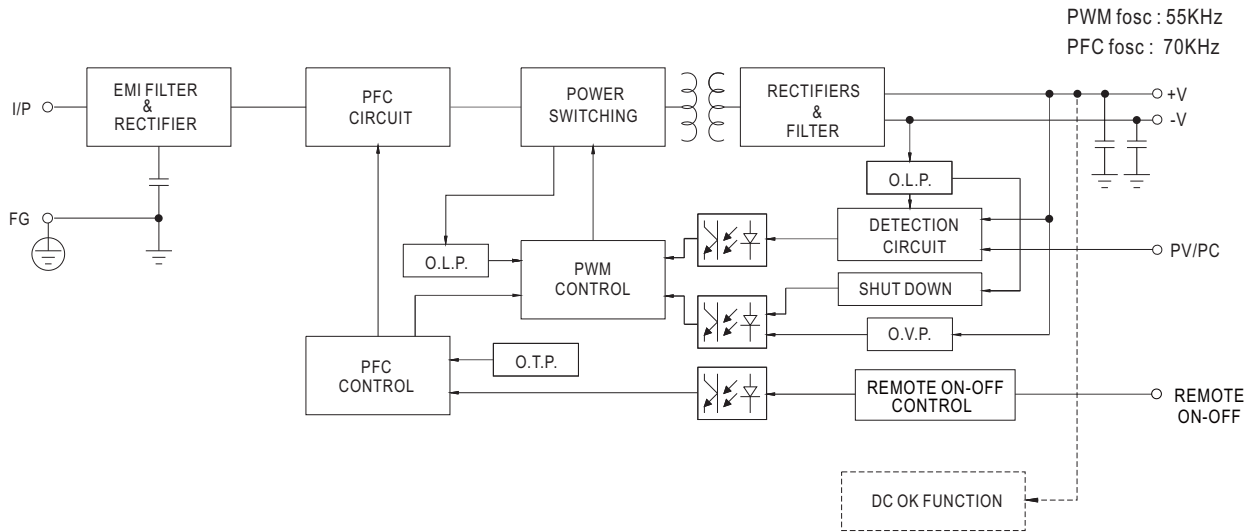 PWM fosc : 55KHz
PFC fosc : 70KHz
I/P
EMI FILTER
&
RECTIFIER
PFC
CIRCUIT
POWER
SWITCHING
RECTIFIERS
&
FILTER
+V
-V
O.L.P.
FG
DETECTION
CIRCUIT
PV/PC
O.L.P.
PWM
CONTROL
SHUT DOWN
O.V.P.
PFC
CONTROL
O.T.P.
REMOTE ON-OFF
CONTROL
REMOTE
ON-OFF
DC OK FUNCTION